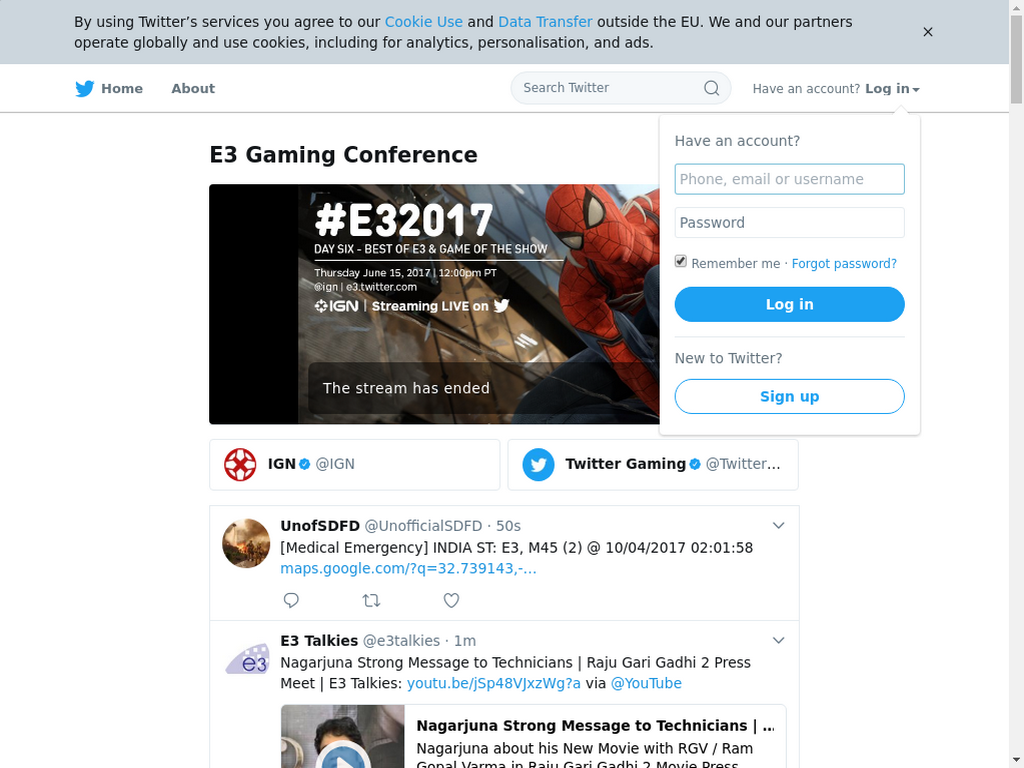 By using Twitter’s services you agree to our Cookie Use and Data Transfer outside the EU. We and our partners
operate globally and use cookies, including for analytics, personalisation, and ads.
Home
About
Search Twitter
Have an account? Log in
E3 Gaming Conference
#E32017
DAY SIX - BEST OF E3 & GAME OF THE SHOW
Thursday June 15, 2017 | 12:00pm PT
@ign | e3.twitter.com
IGN | Streaming LIVE on
The stream has ended
Have an account?
Phone, email or username
Password
Remember me · Forgot password?
Log in
New to Twitter?
Sign up
IGN @IGN
Twitter Gaming @Twitter...
UnofSDFD @UnofficialSDFD · 50s
[Medical Emergency] INDIA ST: E3, M45 (2) @ 10/04/2017 02:01:58
maps.google.com/?q=32.739143,-...
e3
E3 Talkies @e3talkies · 1m
Nagarjuna Strong Message to Technicians | Raju Gari Gadhi 2 Press
Meet | E3 Talkies: youtu.be/jSp48VJxzWg?a via @YouTube
Nagarjuna Strong Message to Technicians | ...
Nagarjuna about his New Movie with RGV / Ram
Gopal Varma in Raju Gari Gadhi 2 Movie Press